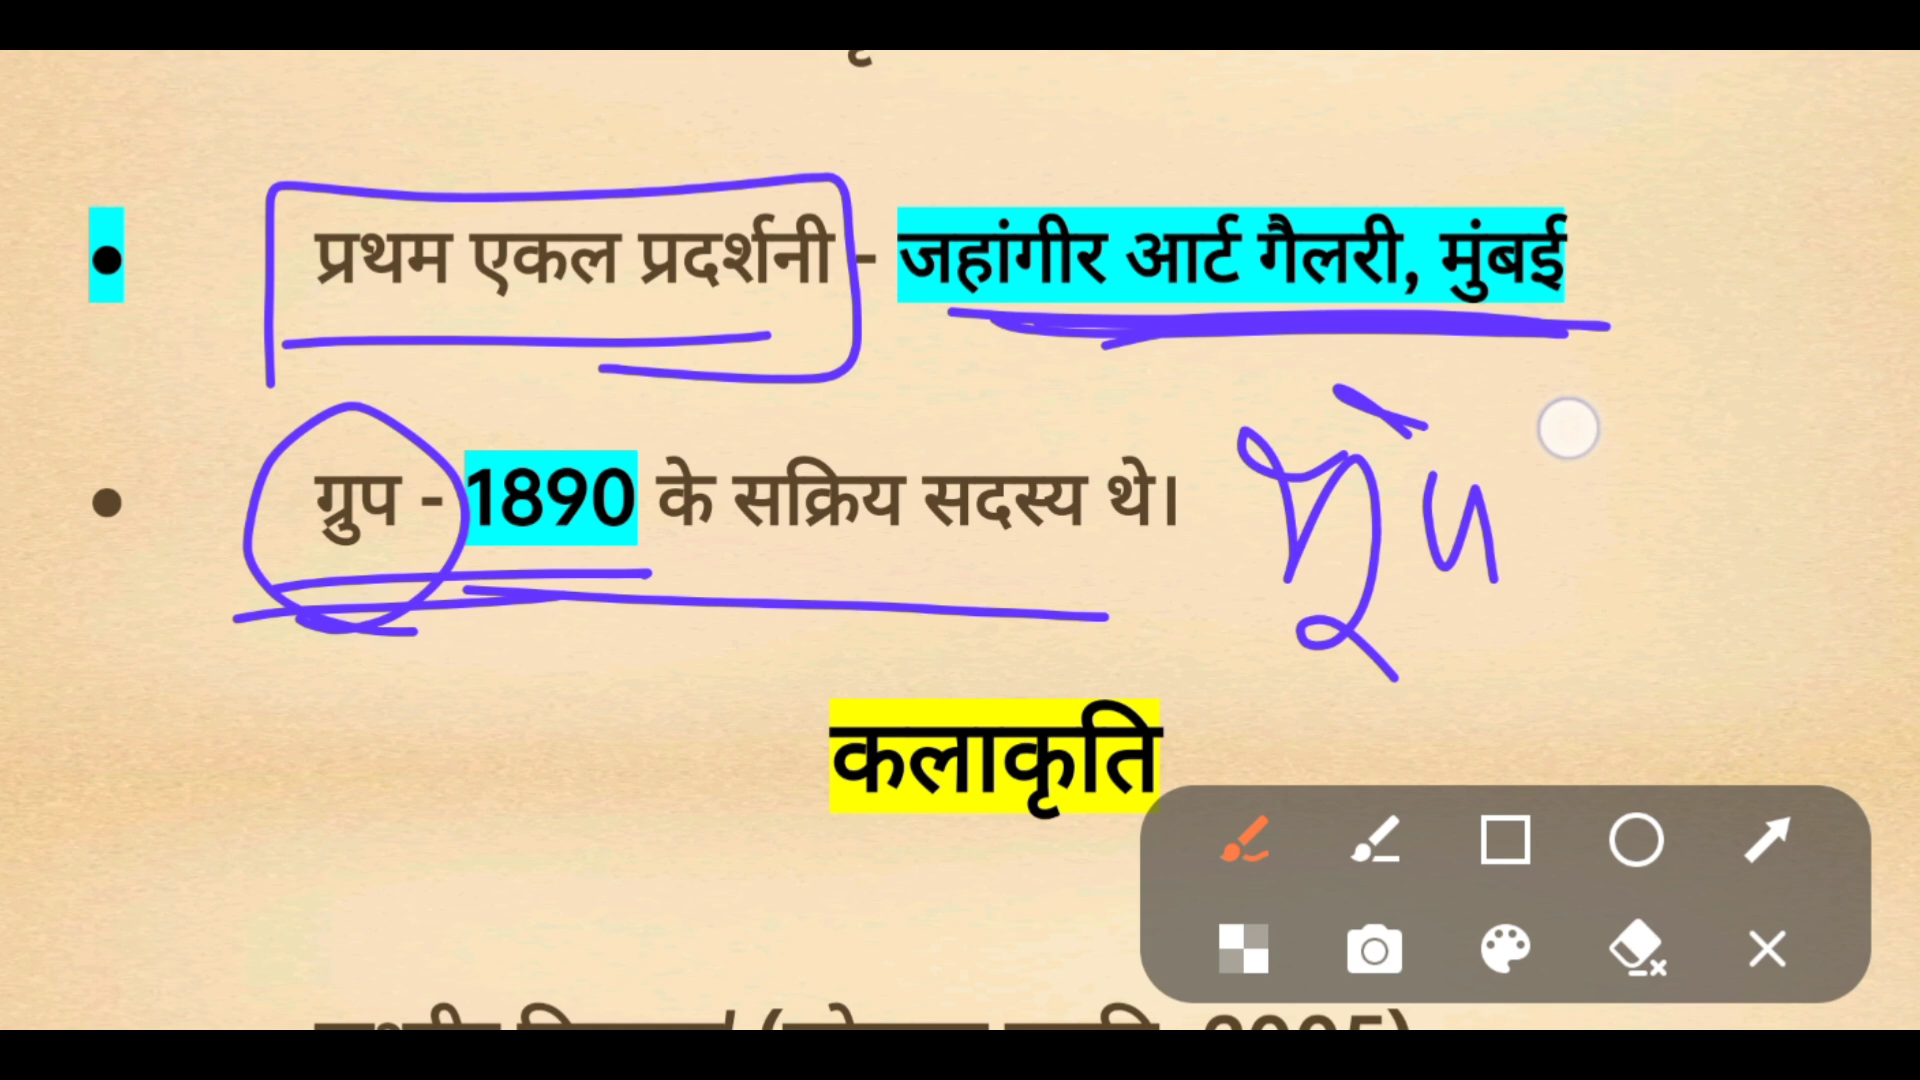 • प्रथम एकल प्रदर्शनी - जहांगीर आर्ट गैलरी, मुंबई
• ग्रुप - 1890 के सक्रिय सदस्य थे।
कलाकृति